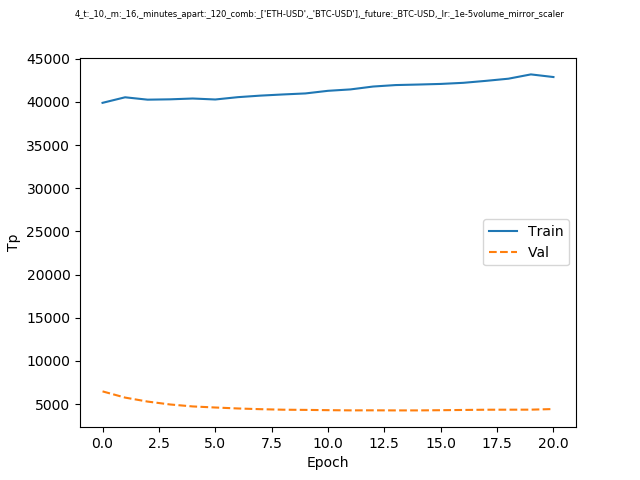 4_t:_10,_m:_16,_minutes_apart:_120_comb:_['ETH-USD',_'BTC-USD'],_future:_BTC-USD,_lr:_1e-5volume_mirror_scaler
45000
40000
35000
30000
25000
20000
15000
10000
5000
Tp
Train
Val
0.0 2.5 5.0 7.5 10.0 12.5 15.0 17.5 20.0
Epoch